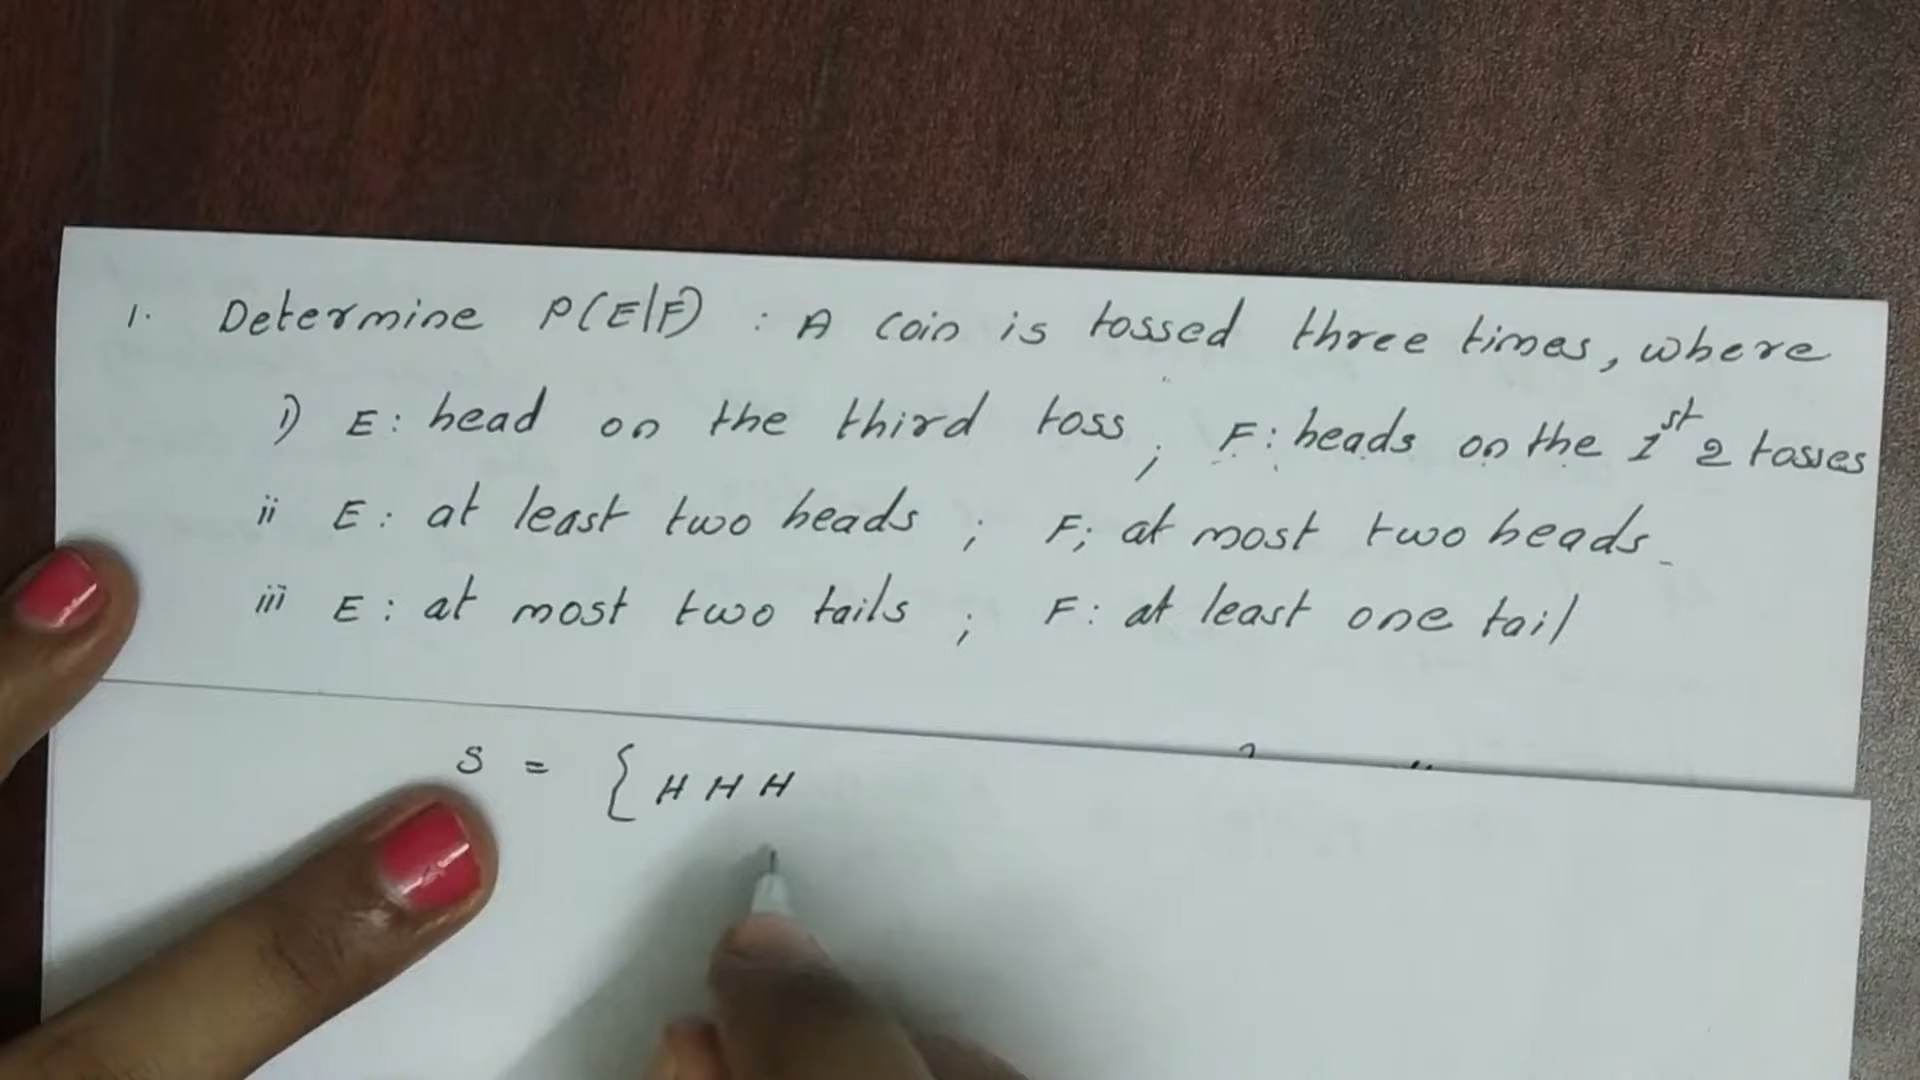 1. Determine P(E|F) : A coin is tossed three times, where
i) E: head on the third toss ; F: heads on the 1st 2 tosses
ii E: at least two heads ; F; at most two heads
iii E: at most two tails ; F: at least one tail
S = { H H H